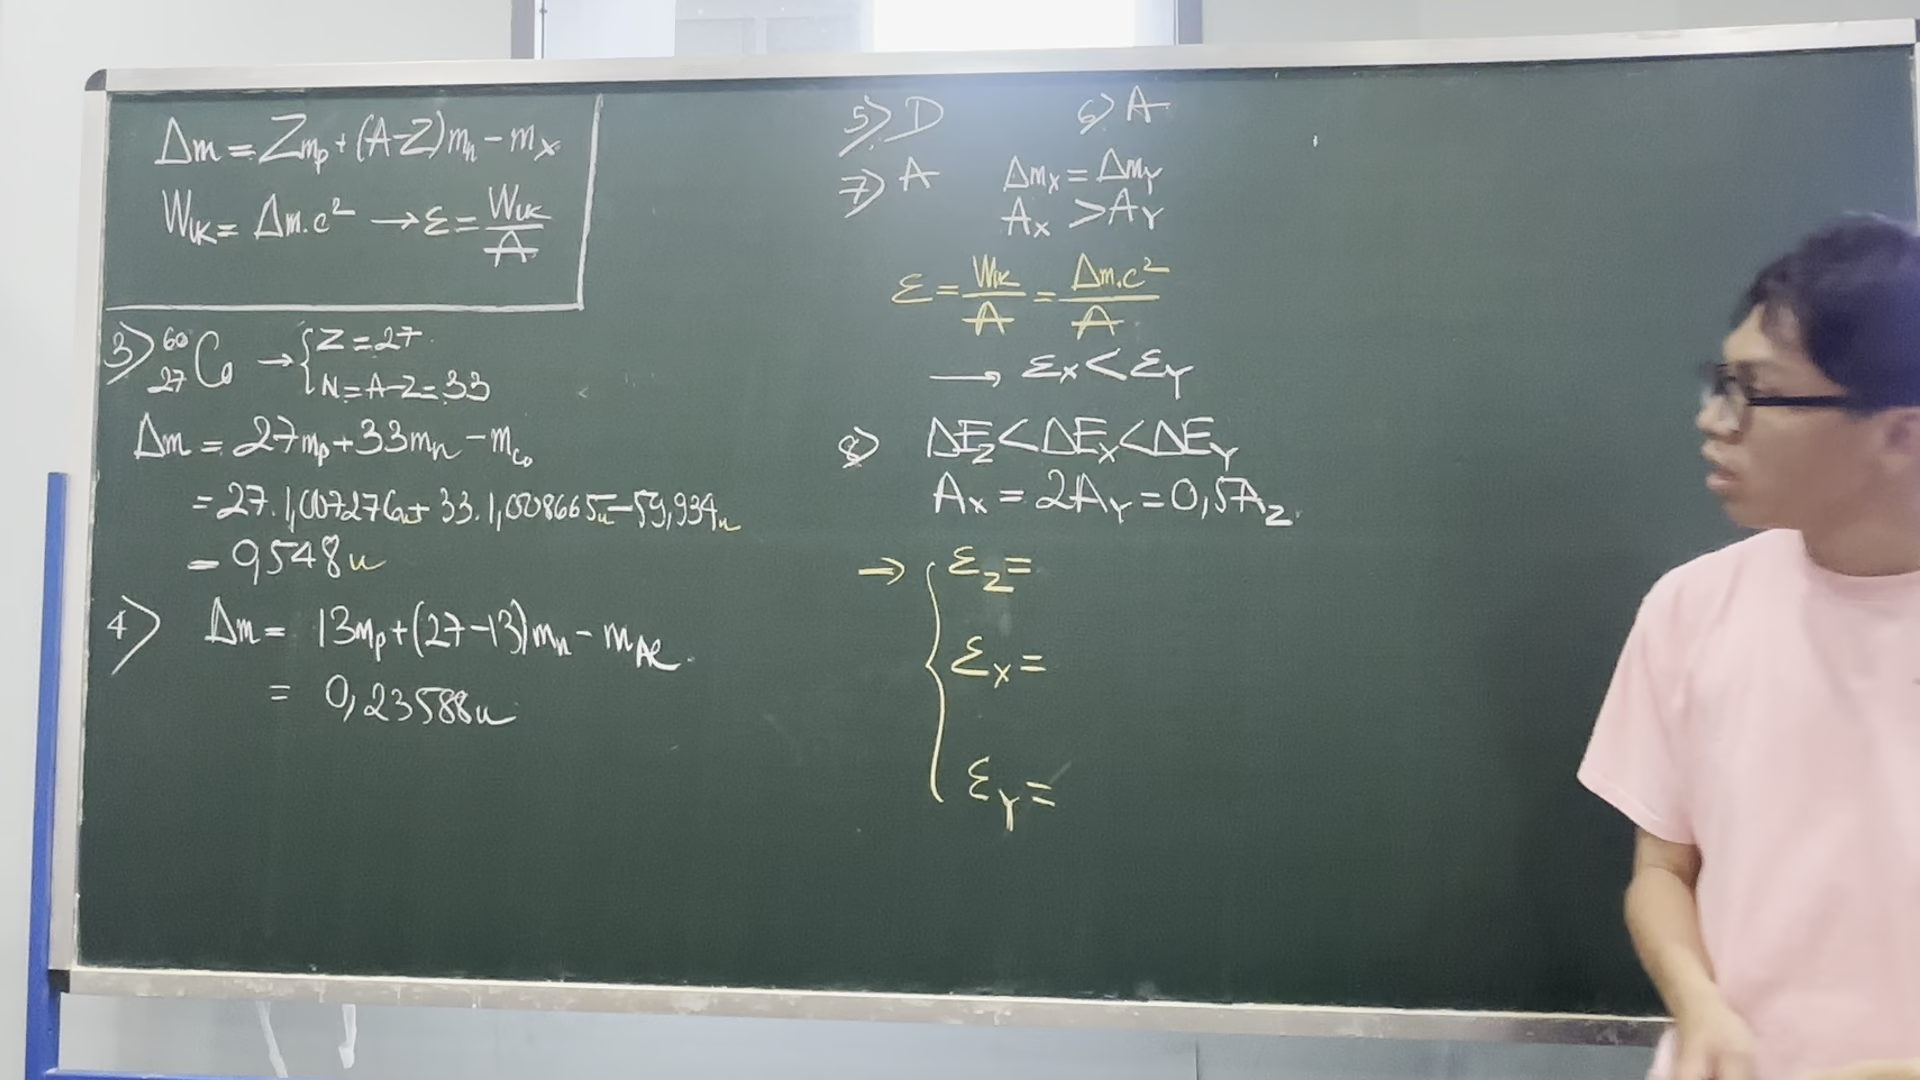 Δm = Zmp + (A-Z)mn - mx
Wlk = Δm.c² → ε = Wlk / A
3> ⁶⁰₂₇Co → { Z = 27
N = A-Z = 33
Δm = 27mp + 33mn - mCo
= 27.1,007276u + 33.1,008665u - 59,934u
= 0,548u
4> Δm = 13mp + (27-13)mn - mAl
= 0,23588u
5> D 6> A
7> A Δmx = ΔmY
Ax > AY
ε = Wlk / A = Δm.c² / A
→ εx < εY
8> ΔEZ < ΔEX < ΔEY
Ax = 2AY = 0,5AZ
→ { εZ =
εX =
εY =